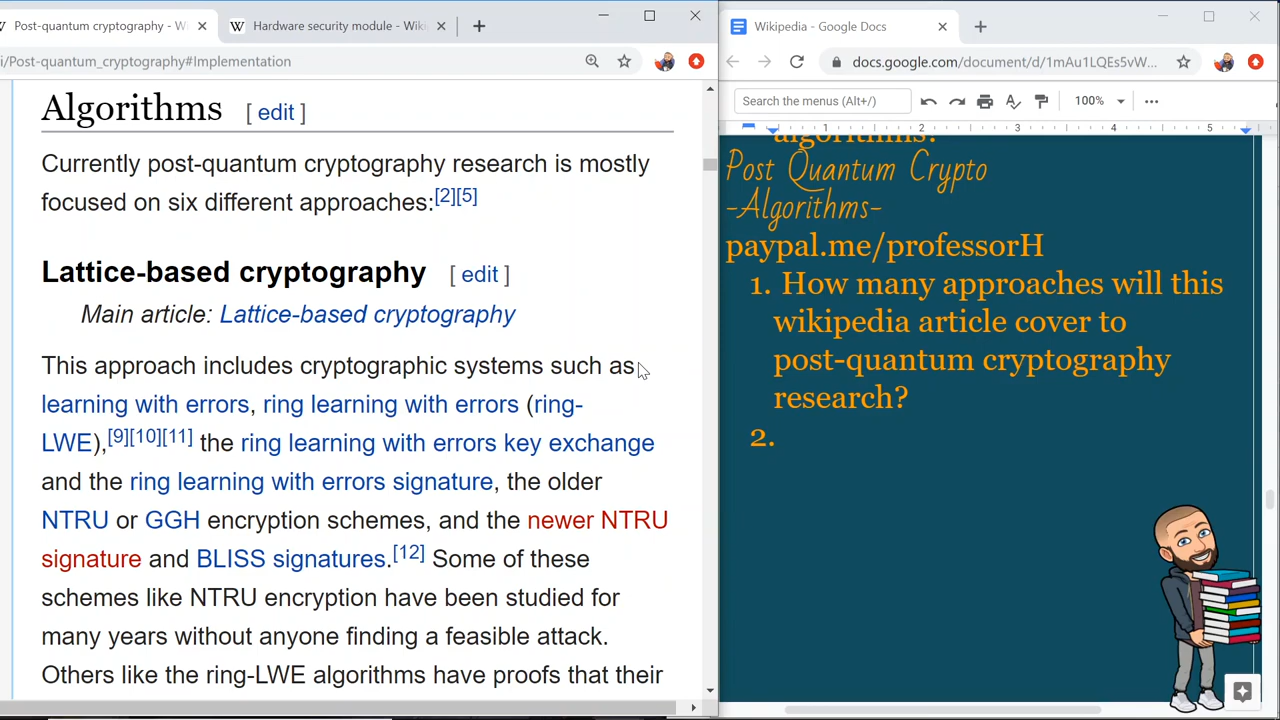 Post-quantum cryptography - Wi
Hardware security module - Wiki
i/Post-quantum_cryptography#Implementation
Algorithms [ edit ]
Currently post-quantum cryptography research is mostly
focused on six different approaches:[2][5]
Lattice-based cryptography [ edit ]
Main article: Lattice-based cryptography
This approach includes cryptographic systems such as
learning with errors, ring learning with errors (ring-
LWE),[9][10][11] the ring learning with errors key exchange
and the ring learning with errors signature, the older
NTRU or GGH encryption schemes, and the newer NTRU
signature and BLISS signatures.[12] Some of these
schemes like NTRU encryption have been studied for
many years without anyone finding a feasible attack.
Others like the ring-LWE algorithms have proofs that their
Wikipedia - Google Docs
docs.google.com/document/d/1mAu1LQEs5vW...
Search the menus (Alt+/)
100%
1 2 3 4 5
algorithms?
Post Quantum Crypto
-Algorithms-
paypal.me/professorH
1. How many approaches will this
wikipedia article cover to
post-quantum cryptography
research?
2.